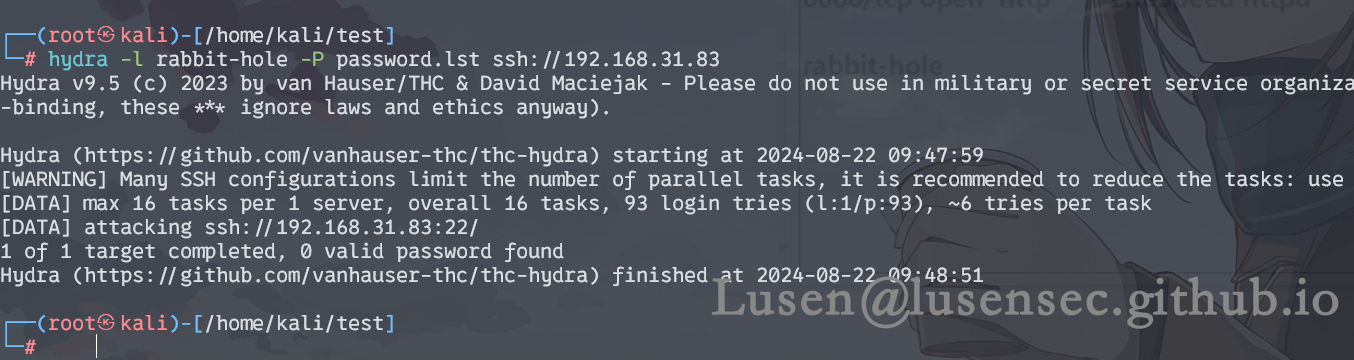 8080/tcp open http lighttpd httpd
rabbit-hole
┌──(root㉿kali)-[/home/kali/test]
└─# hydra -l rabbit-hole -P password.lst ssh://192.168.31.83
Hydra v9.5 (c) 2023 by van Hauser/THC & David Maciejak - Please do not use in military or secret service organiza
-binding, these *** ignore laws and ethics anyway).
Hydra (https://github.com/vanhauser-thc/thc-hydra) starting at 2024-08-22 09:47:59
[WARNING] Many SSH configurations limit the number of parallel tasks, it is recommended to reduce the tasks: use
[DATA] max 16 tasks per 1 server, overall 16 tasks, 93 login tries (l:1/p:93), ~6 tries per task
[DATA] attacking ssh://192.168.31.83:22/
1 of 1 target completed, 0 valid password found
Hydra (https://github.com/vanhauser-thc/thc-hydra) finished at 2024-08-22 09:48:51
Lusen@lusensec.github.io
┌──(root㉿kali)-[/home/kali/test]
└─#